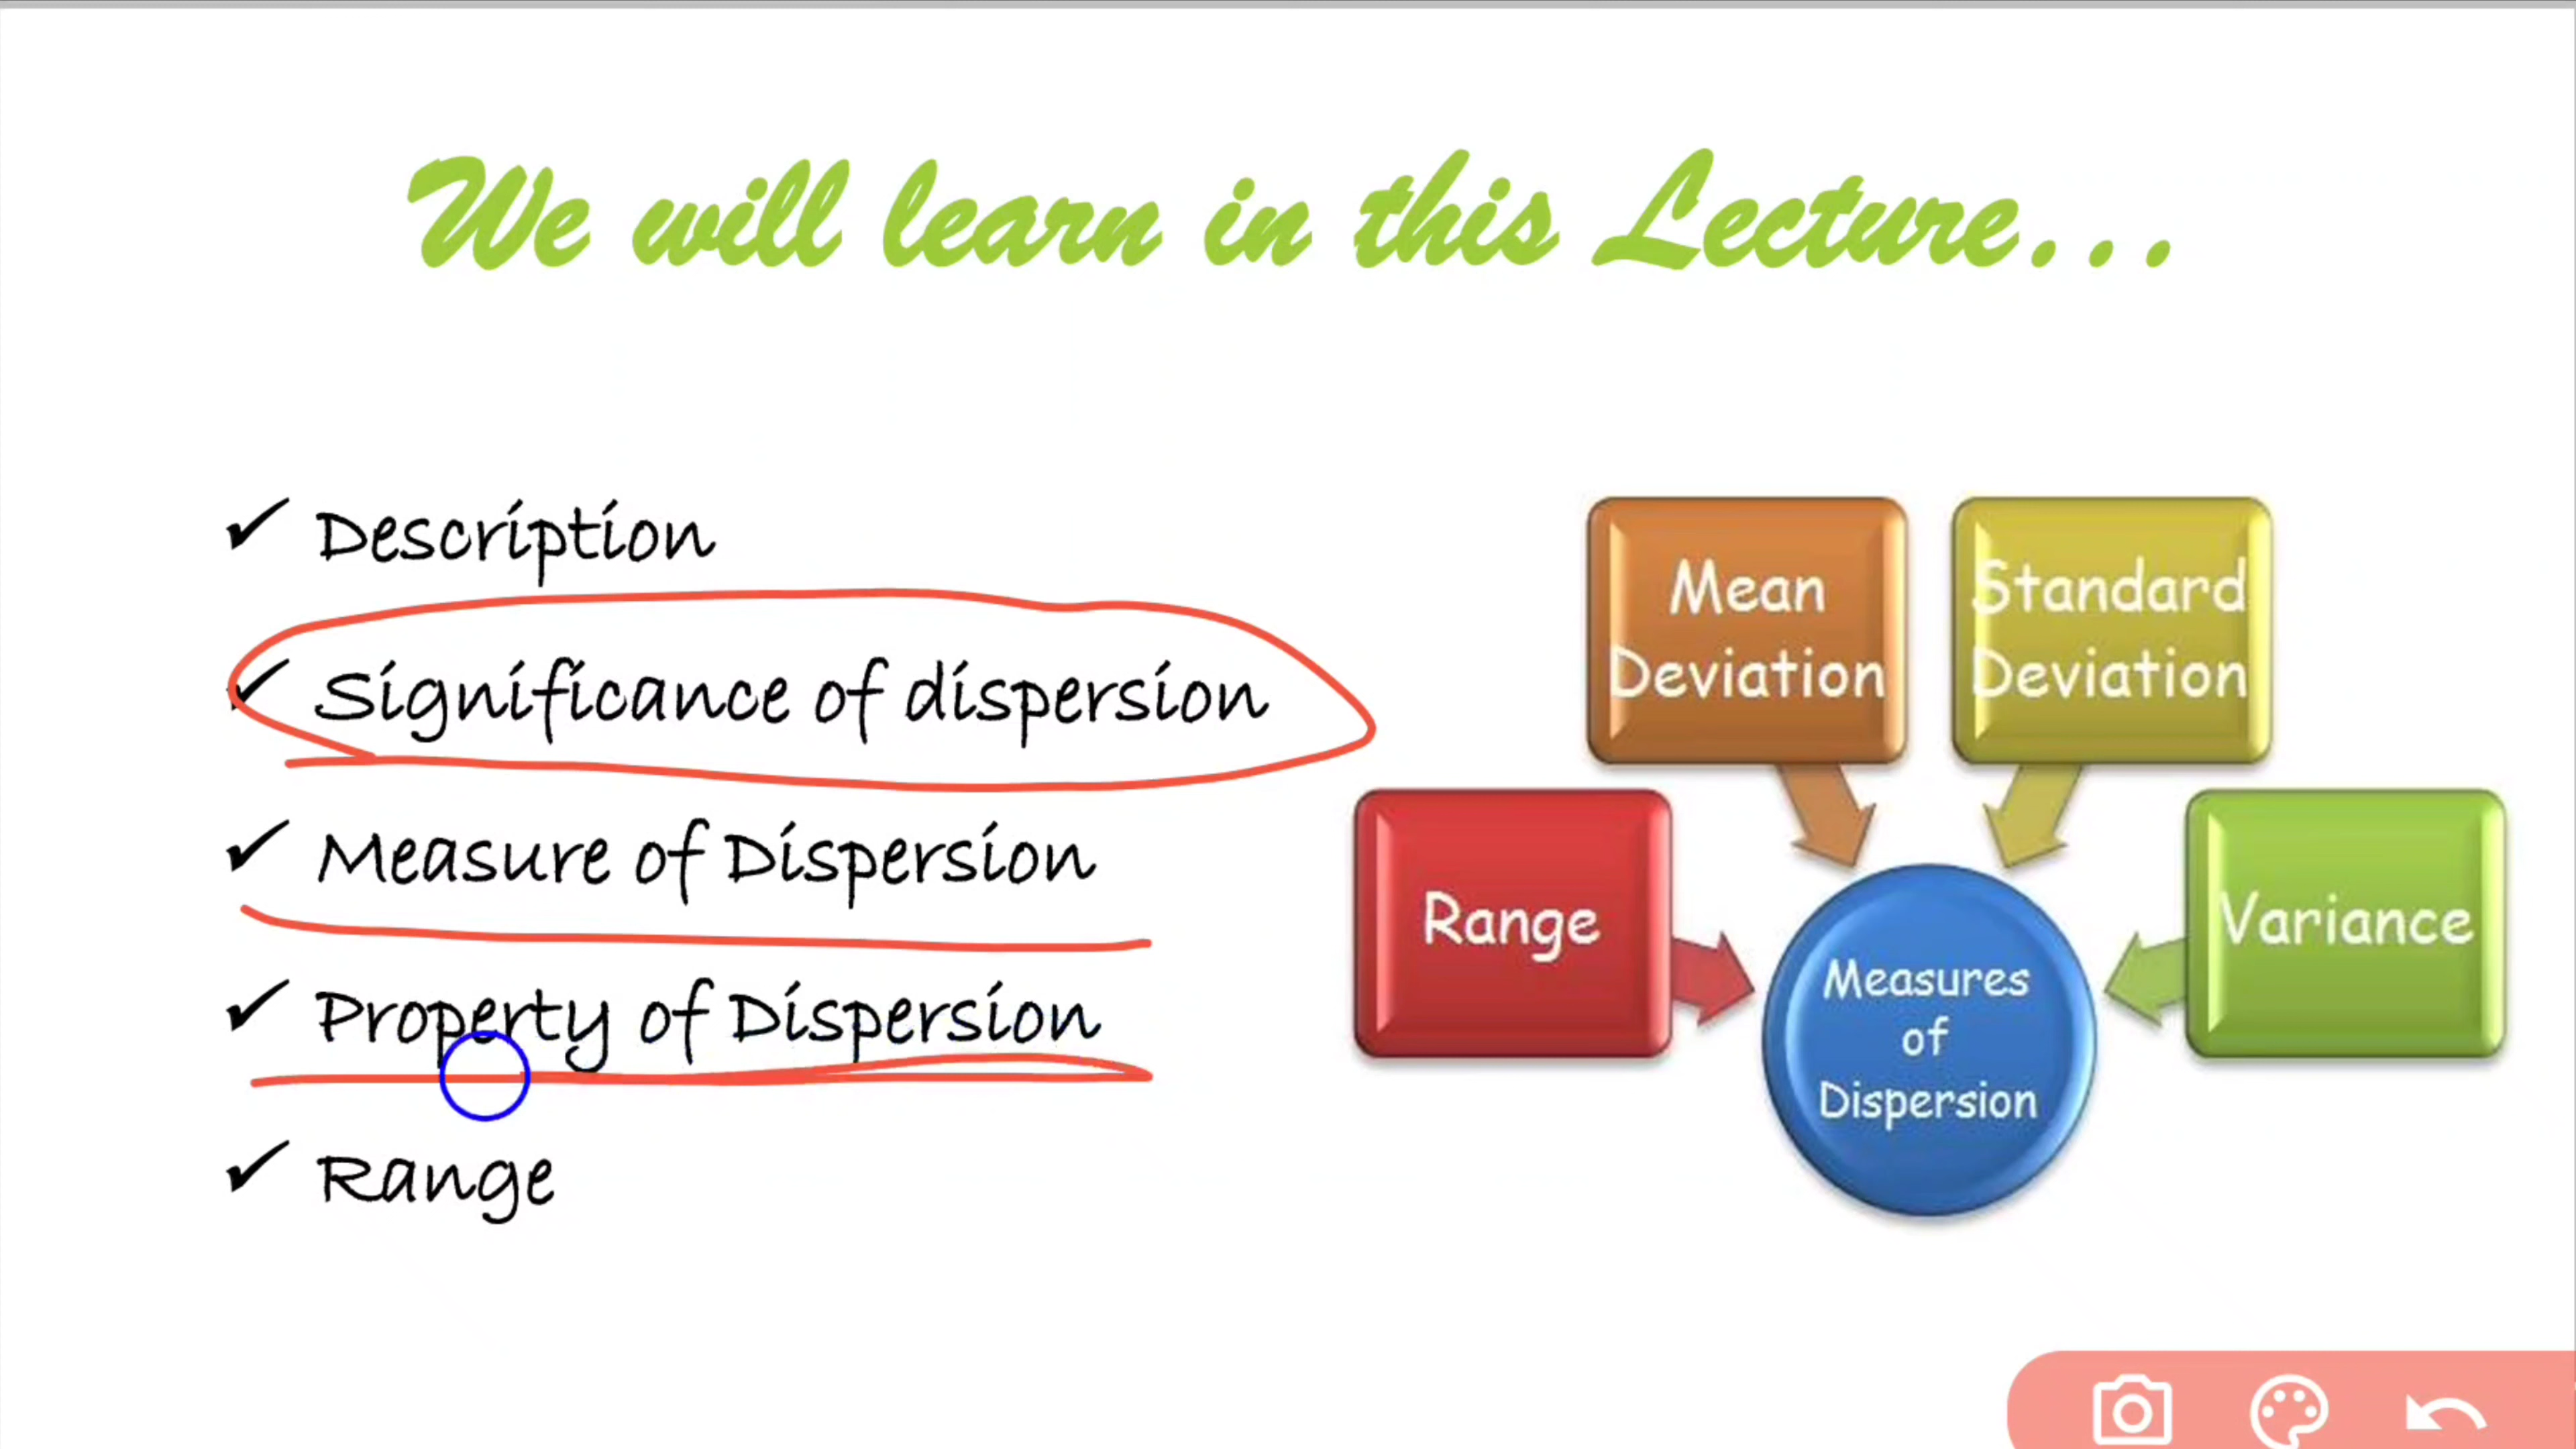 We will learn in this Lecture...
✓ Description
✓ Significance of dispersion
✓ Measure of Dispersion
✓ Property of Dispersion
✓ Range
Mean
Deviation
Standard
Deviation
Range
Variance
Measures
of
Dispersion